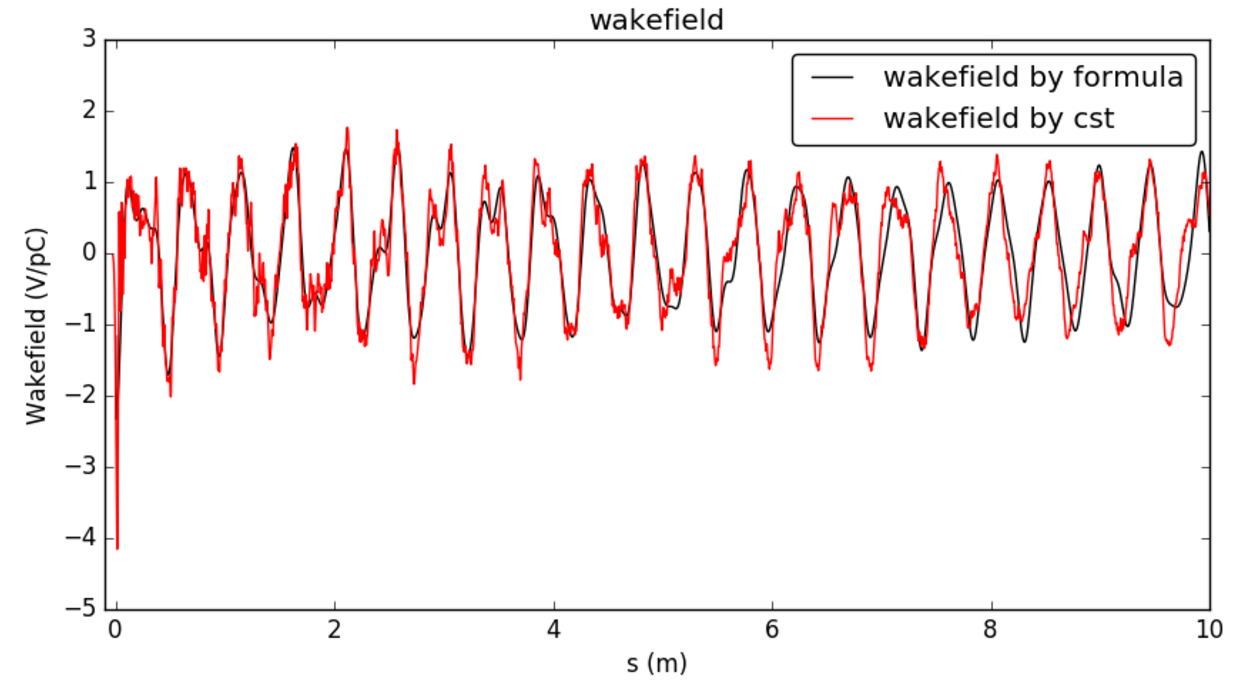 wakefield
wakefield by formula
wakefield by cst
Wakefield (V/pC)
3
2
1
0
−1
−2
−3
−4
−5
0 2 4 6 8 10
s (m)